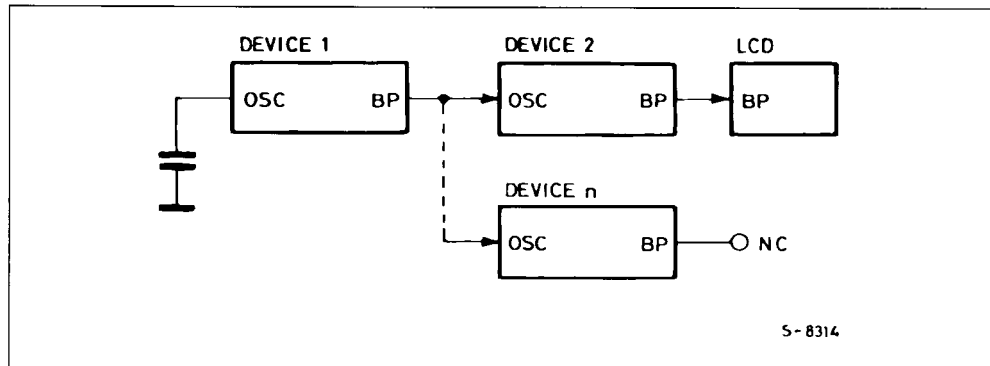 DEVICE 1 DEVICE 2 LCD
OSC BP OSC BP BP
DEVICE n
OSC BP NC
S-8314